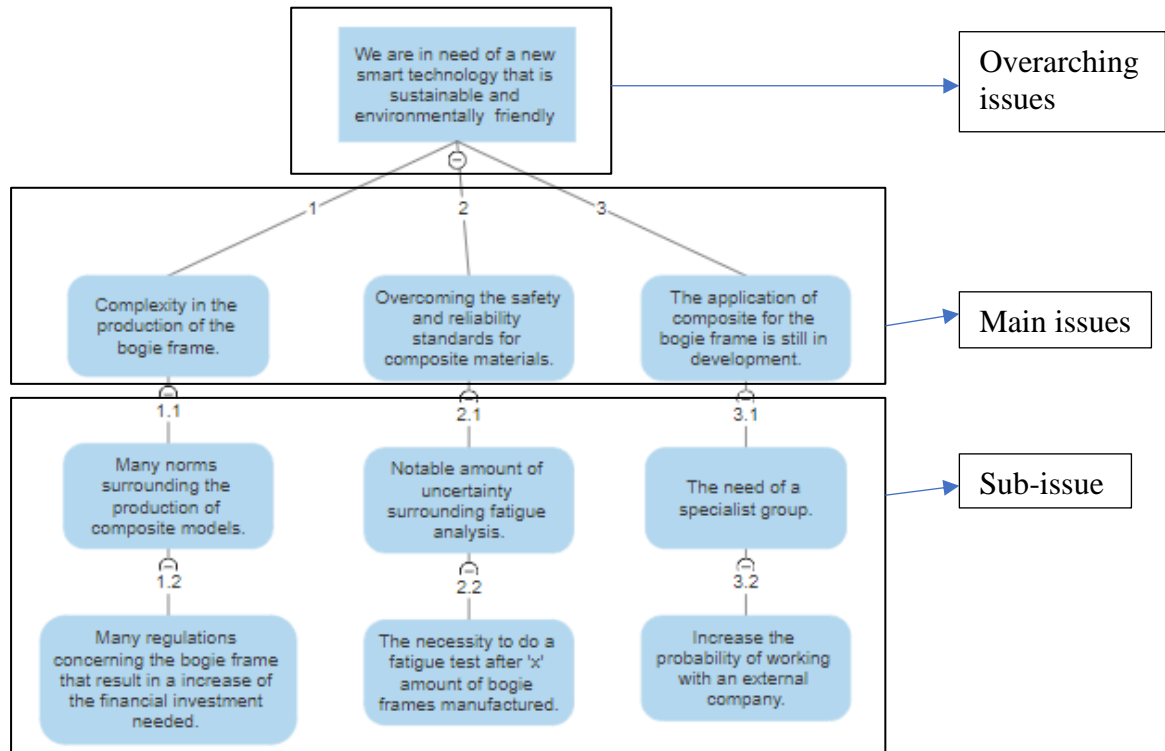 We are in need of a new
smart technology that is
sustainable and
environmentally friendly
Overarching
issues
1
2
3
Complexity in the
production of the
bogie frame.
Overcoming the safety
and reliability
standards for
composite materials.
The application of
composite for the
bogie frame is still in
development.
Main issues
1.1
2.1
3.1
Many norms
surrounding the
production of
composite models.
Notable amount of
uncertainty
surrounding fatigue
analysis.
The need of a
specialist group.
Sub-issue
1.2
2.2
3.2
Many regulations
concerning the bogie frame
that result in a increase of
the financial investment
needed.
The necessity to do a
fatigue test after 'x'
amount of bogie
frames manufactured.
Increase the
probability of working
with an external
company.